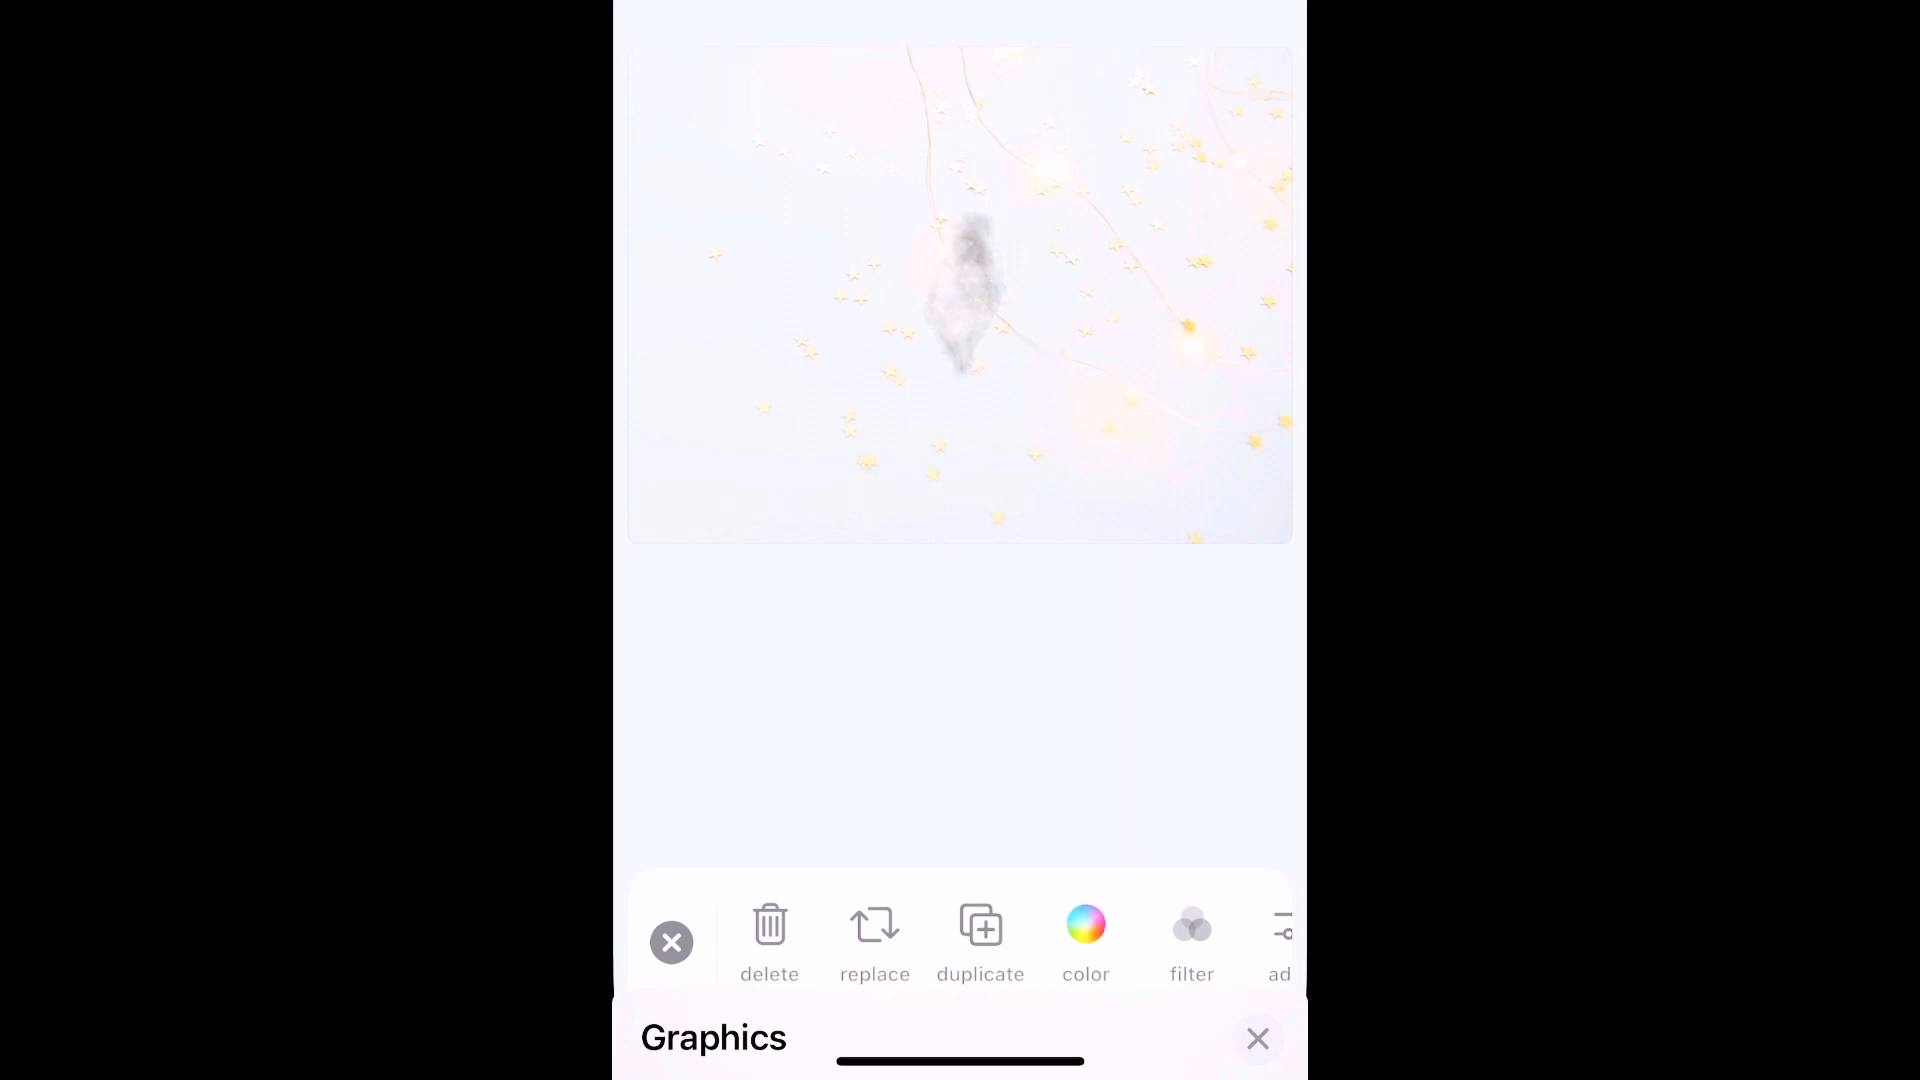 delete
replace
duplicate
color
filter
ad
Graphics